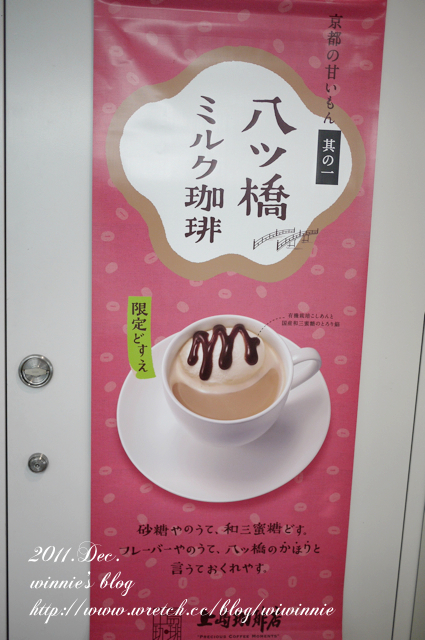 京都の甘いもん
其の一
八ツ橋
ミルク珈琲
限定どすえ
砂糖やのうて、和三蜜糖どす。
フレーバーやのうて、八ッ橋のかほりと
言うておくれやす。
珈琲店
2011.Dec.
winnie's blog
http://www.wretch.cc/blog/wiwinnie